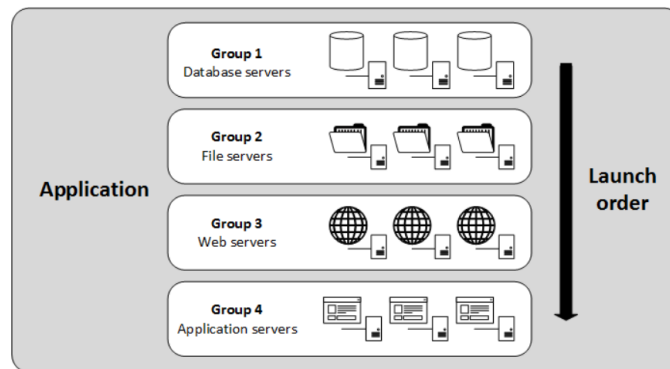 Group 1
Database servers
Group 2
File servers
Application
Launch
order
Group 3
Web servers
Group 4
Application servers